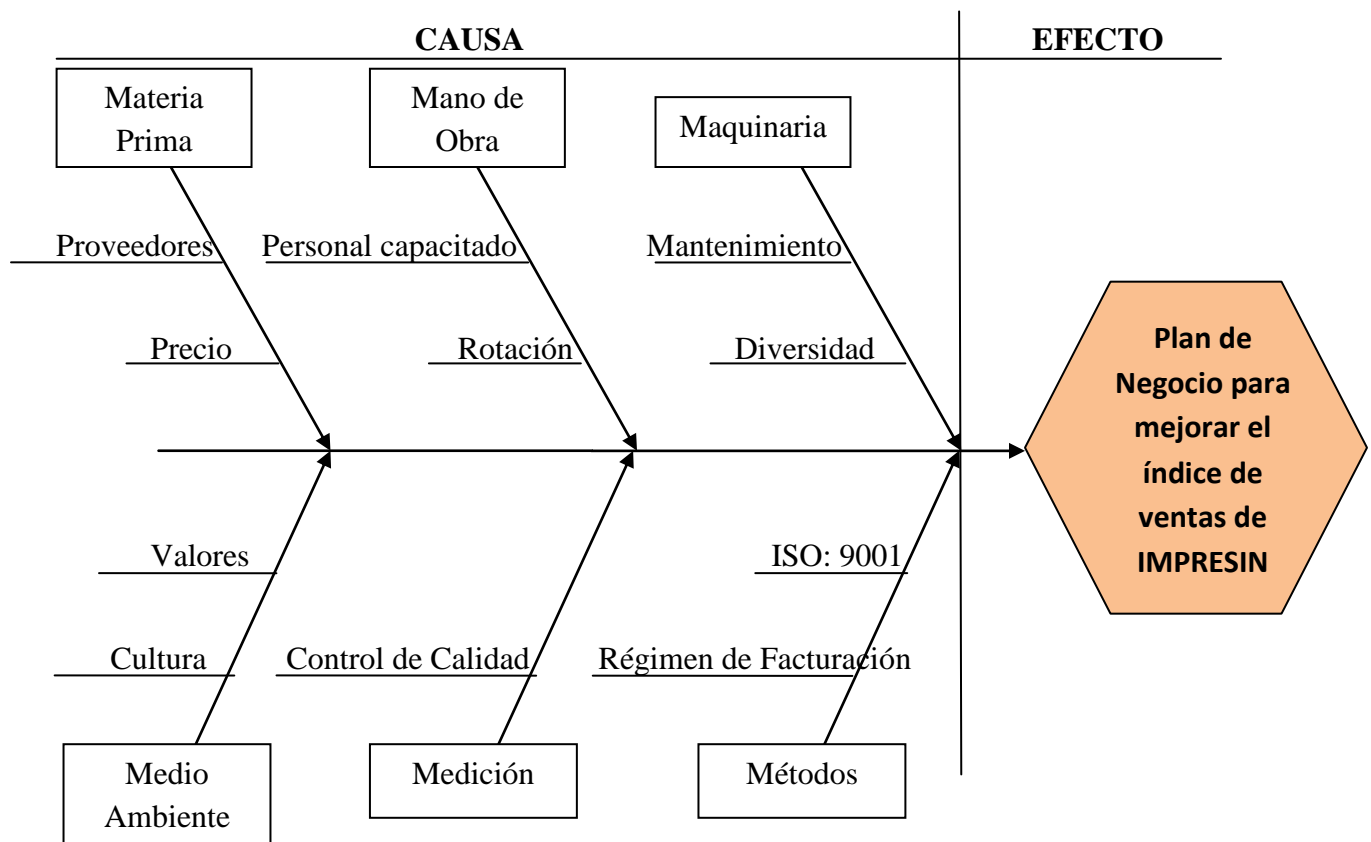 CAUSA
EFECTO
Materia
Prima
Mano de
Obra
Maquinaria
Proveedores
Personal capacitado
Mantenimiento
Precio
Rotación
Diversidad
Plan de
Negocio para
mejorar el
índice de
ventas de
IMPRESIN
Valores
ISO: 9001
Cultura
Control de Calidad
Régimen de Facturación
Medio
Ambiente
Medición
Métodos